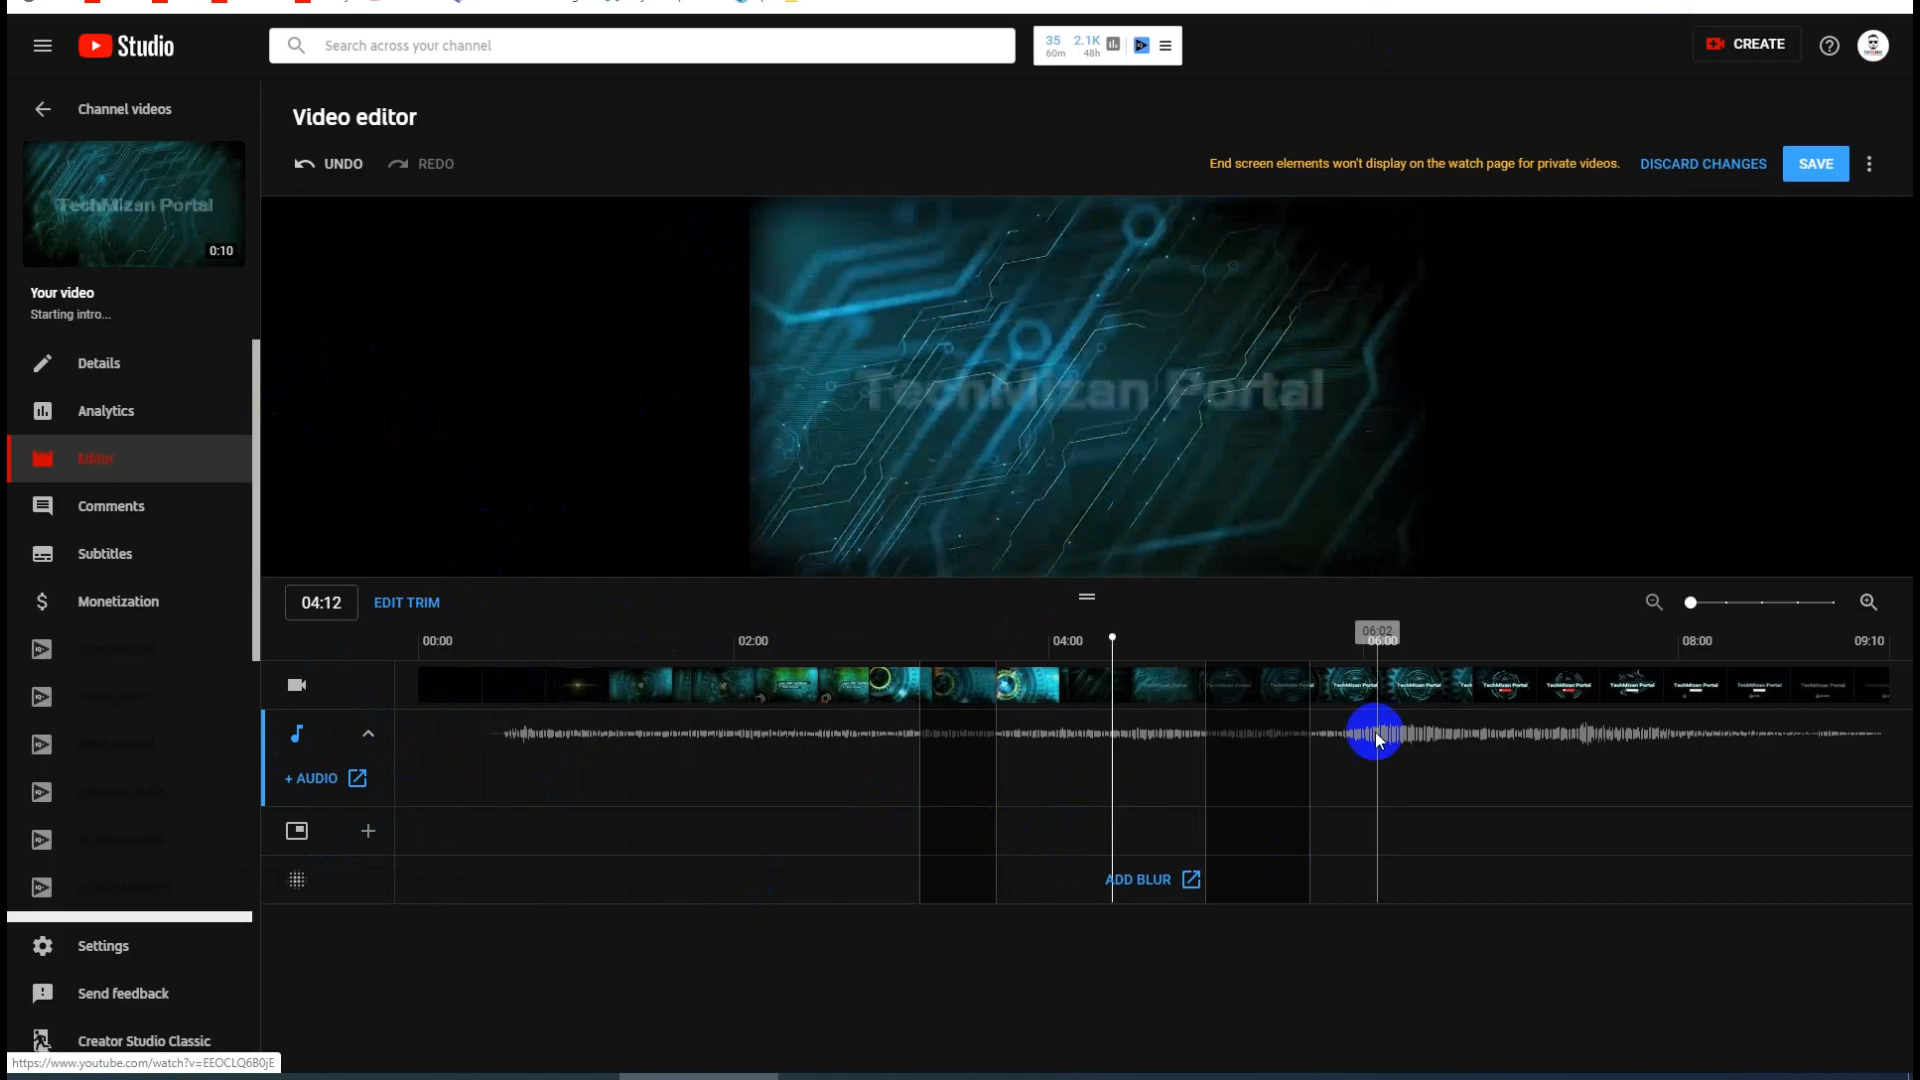 Studio
Search across your channel
35 2.1K
60m 48h
CREATE
Channel videos
TechMizan Portal
0:10
Your video
Starting intro...
Details
Analytics
Editor
Comments
Subtitles
Monetization
Settings
Send feedback
Creator Studio Classic
https://www.youtube.com/watch?v=EEOCLQ6B0jE
Video editor
UNDO REDO
End screen elements won't display on the watch page for private videos. DISCARD CHANGES SAVE
TechMizan Portal
04:12 EDIT TRIM
06:02
00:00 02:00 04:00 06:00 08:00 09:10
+ AUDIO
ADD BLUR